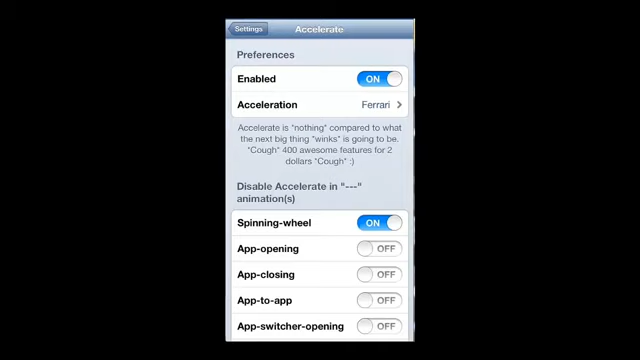 Settings
Accelerate
Preferences
Enabled ON
Acceleration Ferrari
Accelerate is *nothing* compared to what
the next big thing *winks* is going to be.
*Cough* 400 awesome features for 2
dollars *Cough* :)
Disable Accelerate in "---"
animation(s)
Spinning-wheel ON
App-opening OFF
App-closing OFF
App-to-app OFF
App-switcher-opening OFF